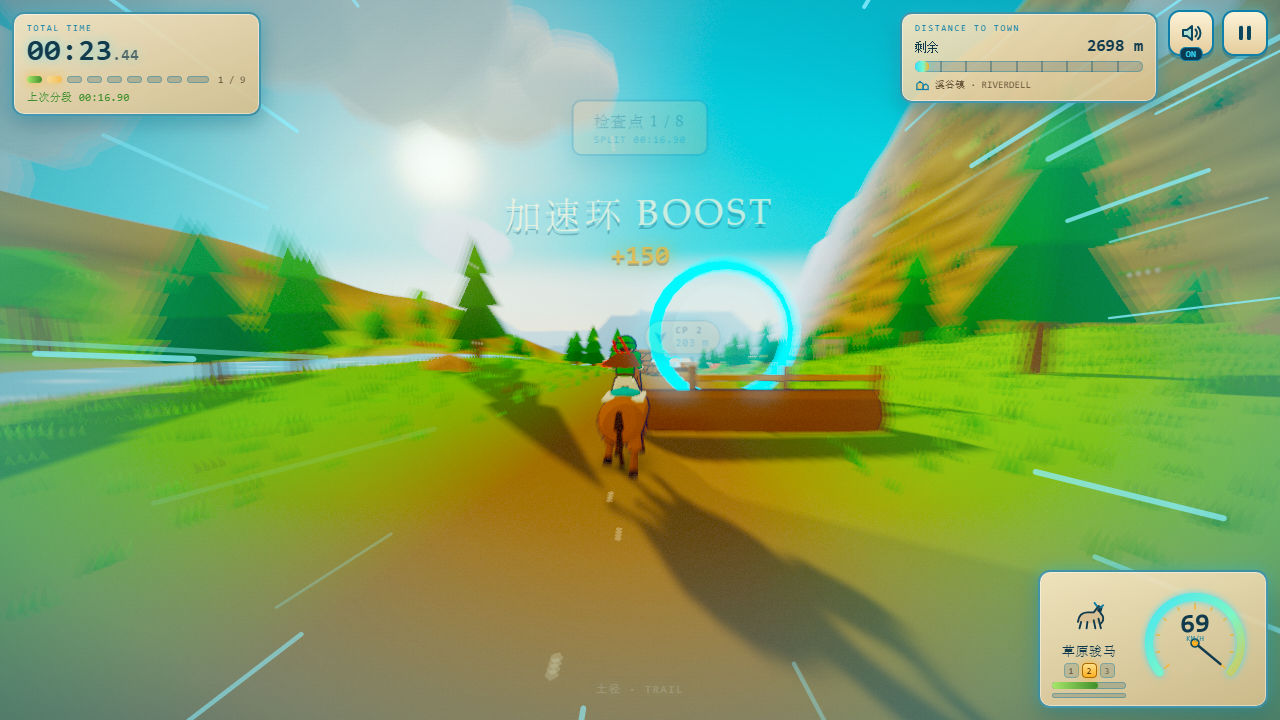 TOTAL TIME
00:23.44
1 / 9
上次分段 00:16.90
DISTANCE TO TOWN
剩余 2698 m
溪谷镇 · RIVERDELL
ON
检查点 1 / 8
SPLIT 00:16.90
加速环 BOOST
+150
CP 2
203 m
69
KM/H
草原骏马
1 2 3
土径 · TRAIL